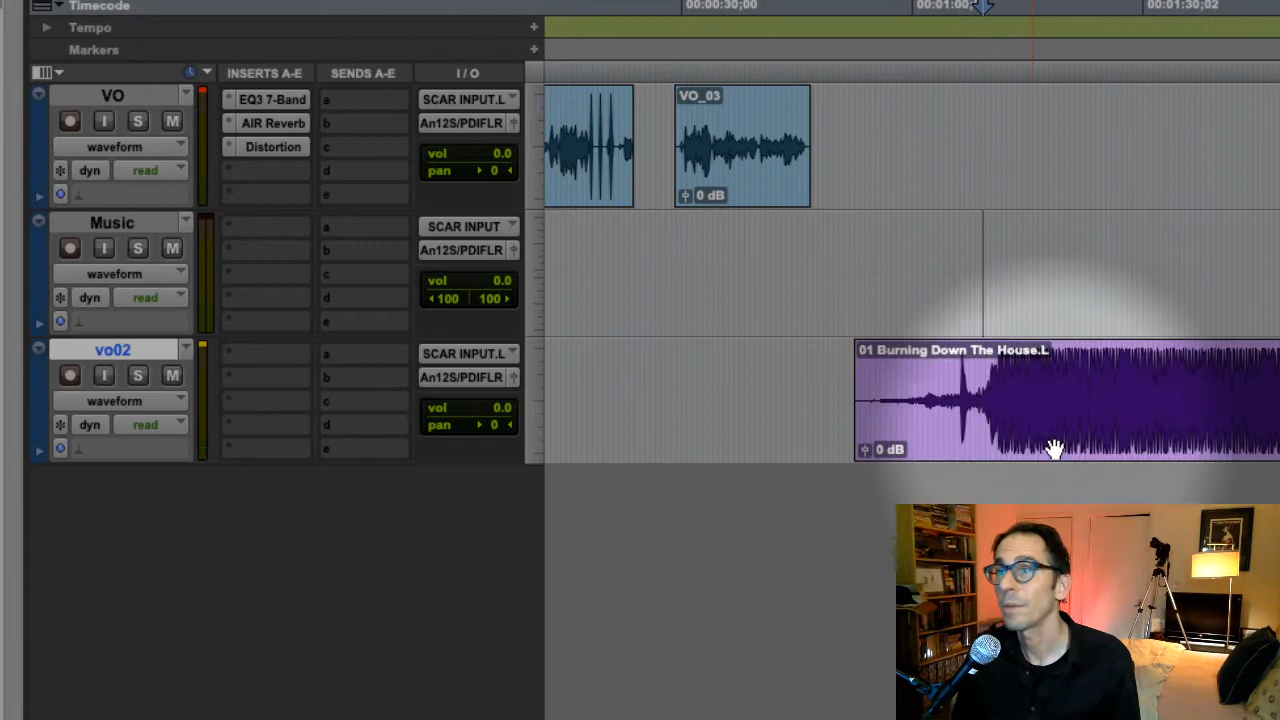 Timecode
00:00:30;00
00:01:00;
00:01:30;02
Tempo +
Markers +
INSERTS A-E SENDS A-E I / O
VO
I S M
waveform
dyn read
EQ3 7-Band
AIR Reverb
Distortion
a
b
c
d
e
SCAR INPUT.L
An12S/PDIFLR
vol 0.0
pan 0
VO_03
0 dB
Music
I S M
waveform
dyn read
a
b
c
d
e
SCAR INPUT
An12S/PDIFLR
vol 0.0
100 100
vo02
I S M
waveform
dyn read
a
b
c
d
e
SCAR INPUT.L
An12S/PDIFLR
vol 0.0
pan 0
01 Burning Down The House.L
0 dB